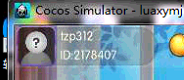 Cocos Simulator - luaxymj
tzp312
ID:2178407